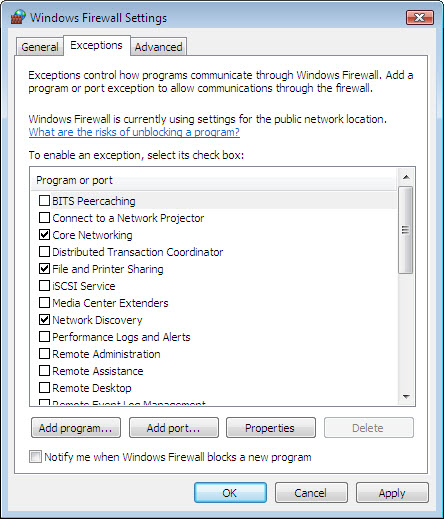 Windows Firewall Settings
General
Exceptions
Advanced
Exceptions control how programs communicate through Windows Firewall. Add a
program or port exception to allow communications through the firewall.
Windows Firewall is currently using settings for the public network location.
What are the risks of unblocking a program?
To enable an exception, select its check box:
Program or port
BITS Peercaching
Connect to a Network Projector
Core Networking
Distributed Transaction Coordinator
File and Printer Sharing
iSCSI Service
Media Center Extenders
Network Discovery
Performance Logs and Alerts
Remote Administration
Remote Assistance
Remote Desktop
Remote Event Log Management
Add program...
Add port...
Properties
Delete
Notify me when Windows Firewall blocks a new program
OK
Cancel
Apply